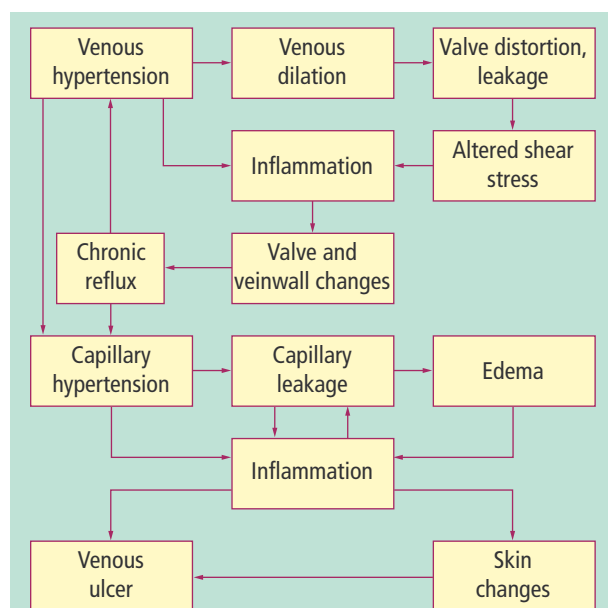 Venous
hypertension
Venous
dilation
Valve distortion,
leakage
Inflammation
Altered shear
stress
Chronic
reflux
Valve and
veinwall changes
Capillary
hypertension
Capillary
leakage
Edema
Inflammation
Venous
ulcer
Skin
changes